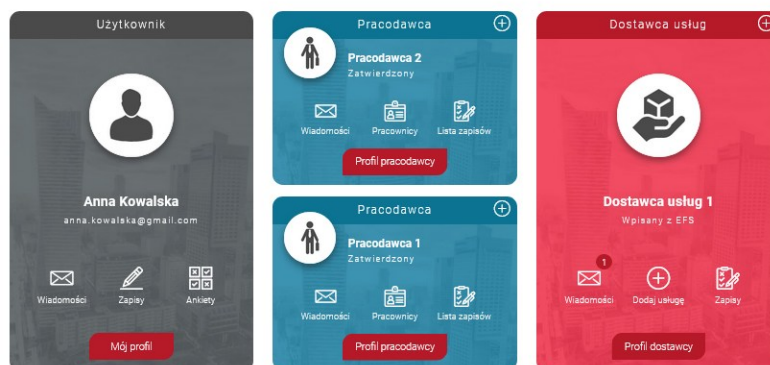 Użytkownik
Anna Kowalska
anna.kowalska@gmail.com
Wiadomości Zapisy Ankiety
Mój profil
Pracodawca
Pracodawca 2
Zatwierdzony
Wiadomości Pracownicy Lista zapisów
Profil pracodawcy
Pracodawca
Pracodawca 1
Zatwierdzony
Wiadomości Pracownicy Lista zapisów
Profil pracodawcy
Dostawca usług
Dostawca usług 1
Wpisany z EFS
1
Wiadomości Dodaj usługę Zapisy
Profil dostawcy